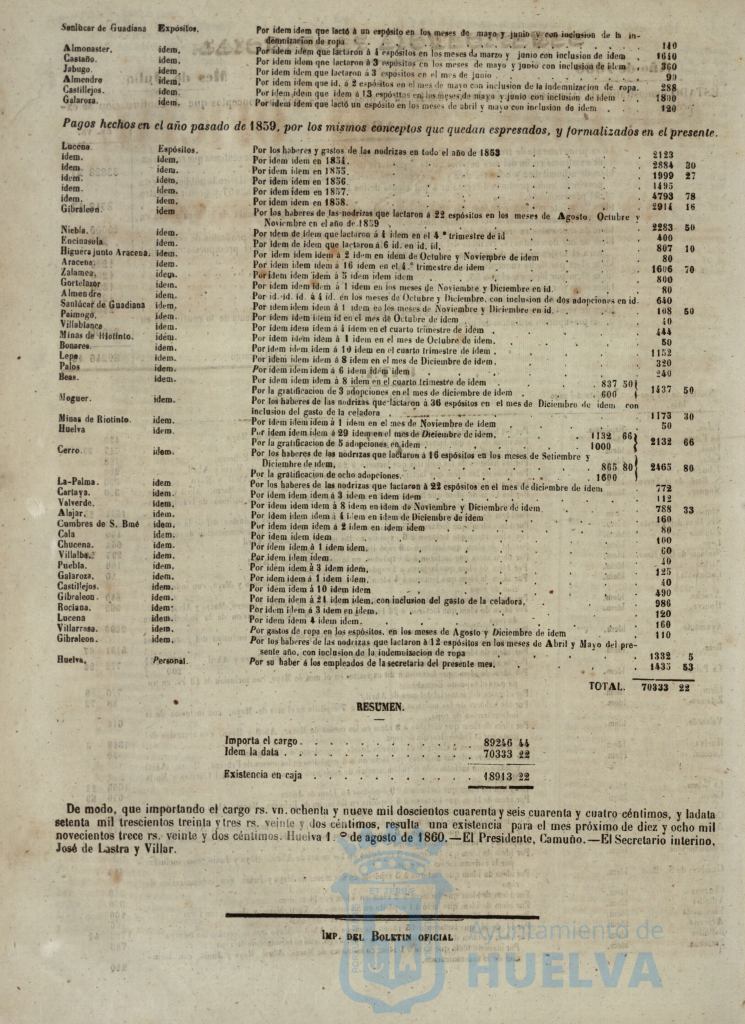 Sanlúcar de Guadiana Espósitos. Por idem idem que lactó á un espósito en los meses de mayo y junio y con inclusion de la in-
demnizacion de ropa 140
Almonaster. idem. Por idem idem que lactaron á 4 espósitos en los meses da marzo y junio con inclusion de idem 1640
Castaño. idem. Por idem idem que lactaron á 3 espósitos en los meses de mayo y junio con inclusion de idem 360
Jabugo. idem. Por idem idem que lactaron á 3 espósitos en el mes de junio 90
Almendro idem. Por idem idem que id. á 2 espósitos en el mes de mayo con inclusion de la indemnizacion de ropa. 288
Castillejos. idem. Por idem idem que idem á 13 espósitos en los meses de mayo y junio con inclusion de idem 1800
Galaroza. idem. Por idem idem que lactó un espósito en los meses de abril y mayo con inclusion de idem 120
Pagos hechos en el año pasado de 1859, por los mismos conceptos que quedan espresados, y formalizados en el presente.
Lucena Espósitos. Por los haberes y gastos de las nodrizas en todo el año de 1853 2123
idem. idem. Por idem idem en 1854. 2884 30
idem. idem. Por idem idem en 1855. 1999 27
idem. idem. Por idem idem en 1856. 1495
idem. idem. Por idem idem en 1857. 4793 78
idem. idem. Por idem idem en 1858. 2914 16
Gibraleon. idem Por los haberes de las nodrizas que lactaron á 22 espósitos en los meses de Agosto, Octubre y
Noviembre en el año de 1859 2283 50
Niebla. idem. Por idem de idem que lactaron á 4 idem en el 4.º trimestre de id 400
Encinasola idem. Por idem de idem que lactaron á 6 id. en id. id. 807 10
Higuera junto Aracena. idem. Por idem idem idem á 2 idem en idem de Octubre y Noviembre de idem 80
Aracena. idem. Por idem idem idem á 16 idem en el 4.º trimestre de idem 1606 70
Zalamea. idem. Por idem idem idem á 5 idem idem 800
Gortelazor idem. Por idem idem idem á 1 idem en los meses de Noviembre y Diciembre en id. 80
Almendro idem. Por id. id. id. á 4 id. en los meses de Octubre y Diciembre, con inclusion de dos adopciones en id. 640
Sanlúcar de Guadiana idem. Por idem idem idem á 1 idem en los meses de Noviembre y Diciembre en id. 108 50
Paimogo. idem. Por idem idem id en el mes de Octubre de idem 40
Villablanca idem. Por idem idem idem á 4 idem en el cuarto trimestre de idem 444
Minas de Riotinto. idem. Por idem idem idem á 1 idem en el mes de Octubre de idem. 50
Bonares. idem. Por idem idem idem á 10 idem en el cuarto trimestre de idem 1152
Lepe. idem. Por idem idem idem á 8 idem en el mes de Diciembre de idem. 320
Palos idem. Por idem idem idem á 6 idem idem idem 240
Beas. idem. Por idem idem idem á 8 idem en el cuarto trimestre de idem 837 50
Por la gratificacion de 3 adopciones en el mes de diciembre de idem 600 1437 50
Moguer. idem. Por los haberes de las nodrizas que lactaron á 36 espósitos en el mes de Diciembre de idem con
inclusion del gasto de la celadora 1173 30
Minas de Riotinto. idem. Por idem idem idem á 1 idem en el mes de Noviembre de idem 50
Huelva idem. Por idem idem idem á 29 idem en el mes de Diciembre de idem. 1132 66
Por la gratificacion de 5 adopciones en idem 1000 2132 66
Cerro. idem. Por los haberes de las nodrizas que lactaron á 16 espósitos en los meses de Setiembre y
Diciembre de idem. 865 80
Por la gratificacion de ocho adopciones. 1600 2465 80
La-Palma. idem Por los haberes de las nodrizas que lactaron á 22 espósitos en el mes de diciembre de idem 772
Cartaya. idem. Por idem idem á 3 idem en idem idem 112
Valverde. idem. Por idem idem á 8 idem en idem de Noviembre y Diciembre de idem 788 33
Alajar. idem. Por idem idem á 4 idem en idem de Diciembre de idem 160
Cumbres de S. Bmé idem. Por idem idem á 2 idem en idem idem 80
Cala idem. Por idem idem idem 100
Chucena. idem. Por idem idem á 1 idem idem. 60
Villalba. idem. Por idem idem idem. 40
Puebla. idem. Por idem idem á 3 idem idem. 125
Galaroza. idem. Por idem idem á 1 idem idem. 40
Castillejos. idem. Por idem idem á 10 idem idem 490
Gibraleon idem. Por idem idem á 21 idem idem, con inclusion del gasto de la celadora. 986
Rociana. idem. Por idem idem á 3 idem en idem. 120
Lucena idem. Por idem idem 4 idem idem. 160
Villarrasa. idem. Por gastos de ropa en los espósitos, en los meses de Agosto y Diciembre de idem 110
Gibraleon. idem. Por los haberes de las nodrizas que lactaron á 12 espósitos en los meses de Abril y Mayo del pre-
sente año, con inclusion de la indemnizacion de ropa 1332 5
Huelva. Personal. Por su haber á los empleados de la secretaria del presente mes. 1435 53
TOTAL. 70333 22
RESUMEN.
Importa el cargo. 89246 44
Idem la data 70333 22
Existencia en caja 18913 22
De modo, que importando el cargo rs. vn. ochenta y nueve mil doscientos cuarenta y seis cuarenta y cuatro céntimos, y ladata
setenta mil trescientos treinta y tres rs. veinte y dos céntimos, resulta una existencia para el mes próximo de diez y ocho mil
novecientos trece rs. veinte y dos céntimos. Huelva 1.º de agosto de 1860.—El Presidente, Camuño.—El Secretario interino,
José de Lastra y Villar.
IMP. DEL BOLETIN OFICIAL
Ayuntamiento de
HUELVA